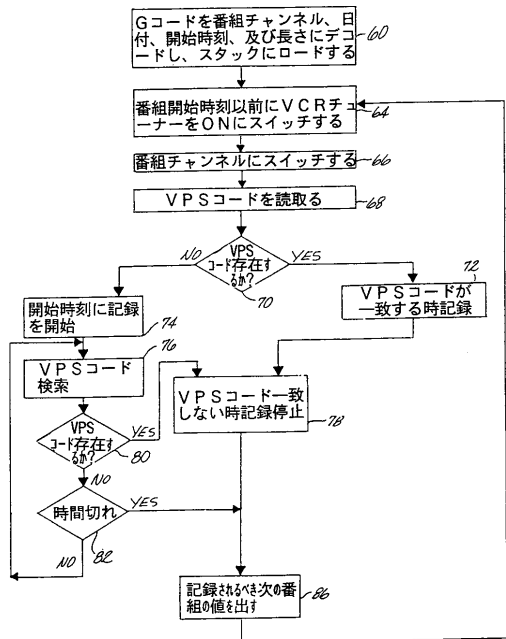 Gコードを番組チャンネル、日
付、開始時刻、及び長さにデコ
ードし、スタックにロードする
60
番組開始時刻以前にVCRチュ
ーナーをONにスイッチする
64
番組チャンネルにスイッチする
66
VPSコードを読取る
68
NO
VPS
コード存在す
るか?
YES
70
72
VPSコードが
一致する時記録
開始時刻に記録
を開始
74
76
VPSコード
検索
VPSコード一致
しない時記録停止
78
VPS
コード存在す
るか?
YES
80
NO
時間切れ
YES
82
NO
記録されるべき次の番
組の値を出す
86